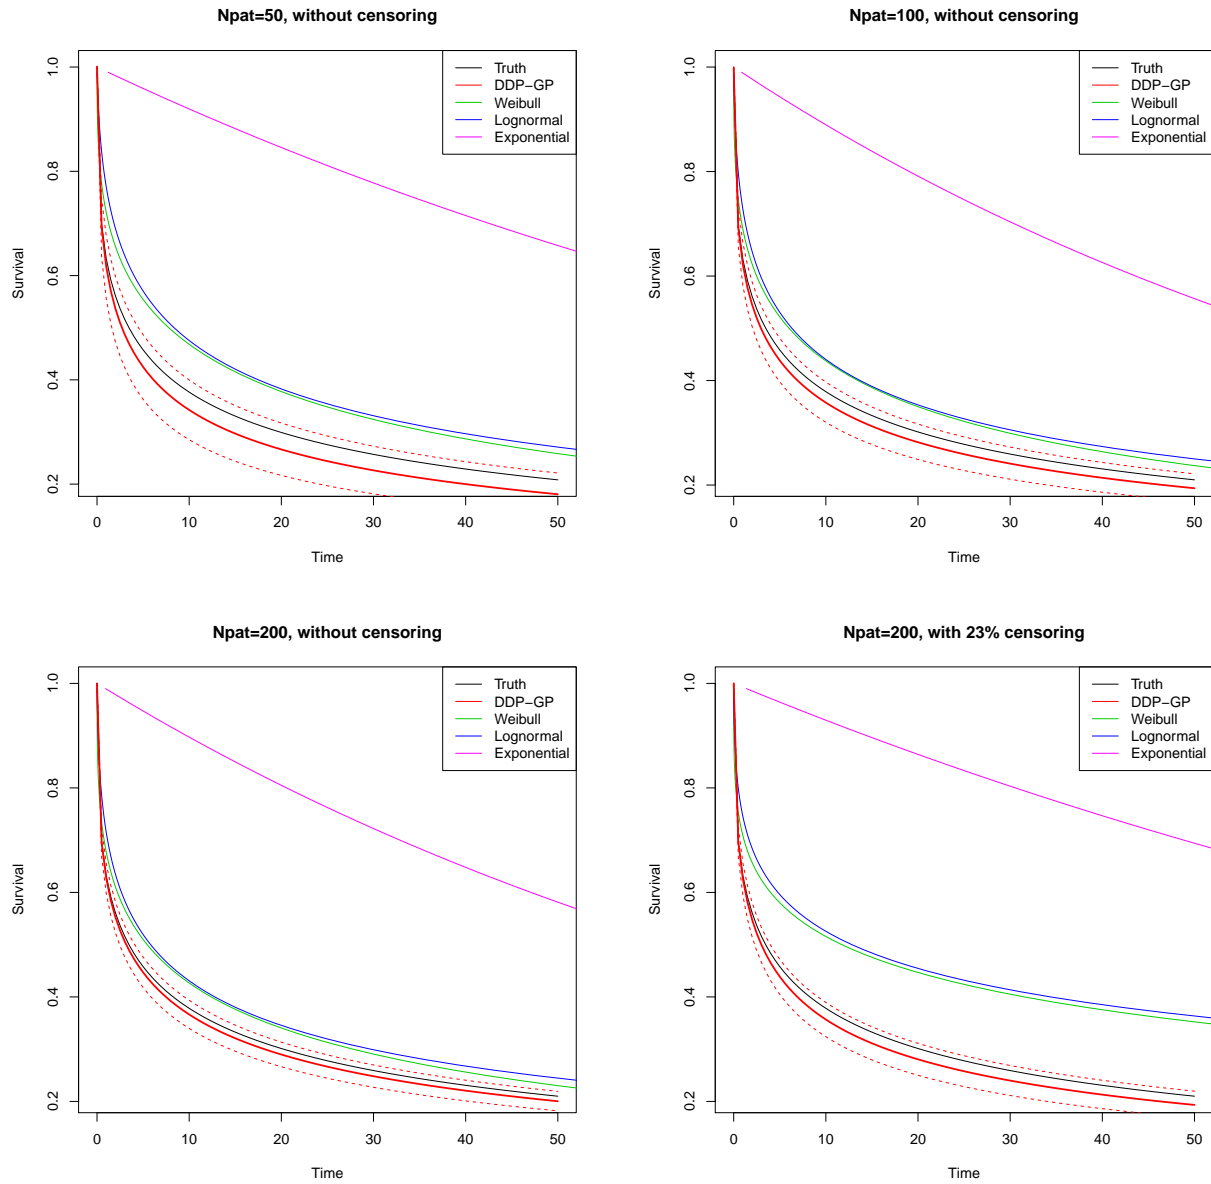 Npat=50, without censoring
Survival
1.0
0.8
0.6
0.4
0.2
Truth
DDP−GP
Weibull
Lognormal
Exponential
0 10 20 30 40 50
Time
Npat=100, without censoring
Survival
1.0
0.8
0.6
0.4
0.2
Truth
DDP−GP
Weibull
Lognormal
Exponential
0 10 20 30 40 50
Time
Npat=200, without censoring
Survival
1.0
0.8
0.6
0.4
0.2
Truth
DDP−GP
Weibull
Lognormal
Exponential
0 10 20 30 40 50
Time
Npat=200, with 23% censoring
Survival
1.0
0.8
0.6
0.4
0.2
Truth
DDP−GP
Weibull
Lognormal
Exponential
0 10 20 30 40 50
Time